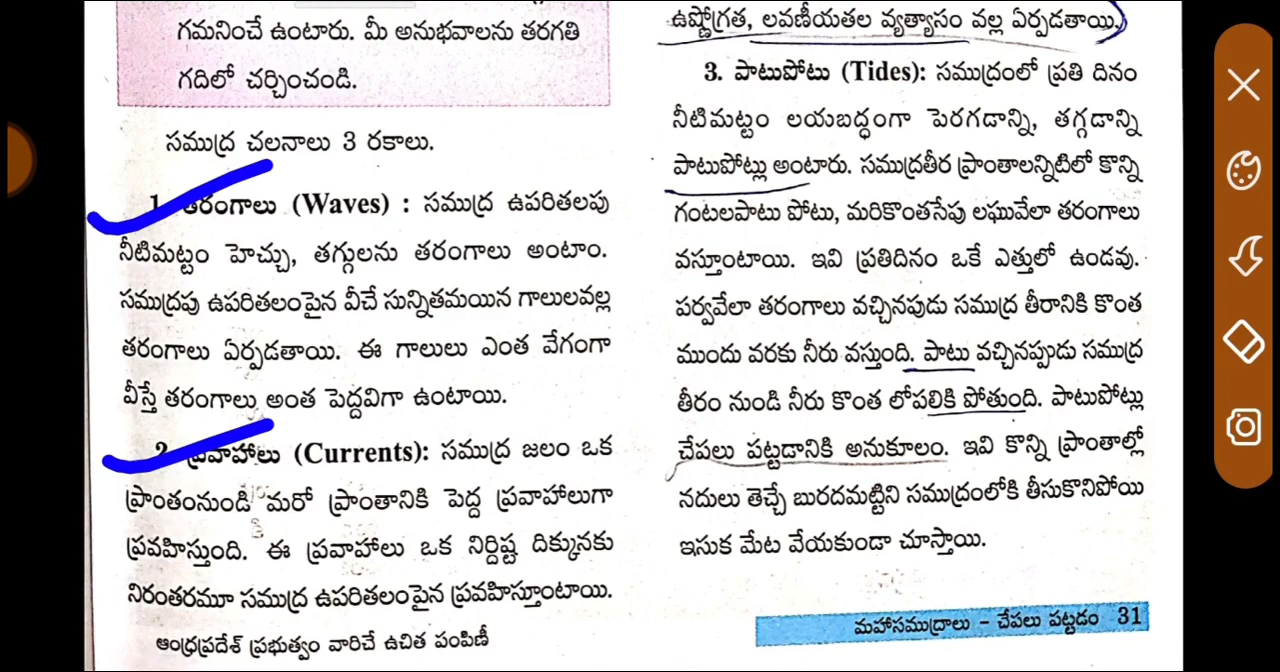 గమనించే ఉంటారు. మీ అనుభవాలను తరగతి
గదిలో చర్చించండి.
సముద్ర చలనాలు 3 రకాలు.
1. తరంగాలు (Waves) : సముద్ర ఉపరితలపు
నీటిమట్టం హెచ్చు, తగ్గులను తరంగాలు అంటాం.
సముద్రపు ఉపరితలంపైన వీచే సున్నితమయిన గాలులవల్ల
తరంగాలు ఏర్పడతాయి. ఈ గాలులు ఎంత వేగంగా
వీస్తే తరంగాలు అంత పెద్దవిగా ఉంటాయి.
2. ప్రవాహాలు (Currents): సముద్ర జలం ఒక
ప్రాంతంనుండి మరో ప్రాంతానికి పెద్ద ప్రవాహాలుగా
ప్రవహిస్తుంది. ఈ ప్రవాహాలు ఒక నిర్దిష్ట దిక్కునకు
నిరంతరమూ సముద్ర ఉపరితలంపైన ప్రవహిస్తూంటాయి.
ఆంధ్రప్రదేశ్ ప్రభుత్వం వారిచే ఉచిత పంపిణీ
ఉష్ణోగ్రత, లవణీయతల వ్యత్యాసం వల్ల ఏర్పడతాయి.
3. పాటుపోటు (Tides): సముద్రంలో ప్రతి దినం
నీటిమట్టం లయబద్ధంగా పెరగడాన్ని, తగ్గడాన్ని
పాటుపోట్లు అంటారు. సముద్రతీర ప్రాంతాలన్నిటిలో కొన్ని
గంటలపాటు పోటు, మరికొంతసేపు లఘువేలా తరంగాలు
వస్తూంటాయి. ఇవి ప్రతిదినం ఒకే ఎత్తులో ఉండవు.
పర్వవేలా తరంగాలు వచ్చినపుడు సముద్ర తీరానికి కొంత
ముందు వరకు నీరు వస్తుంది. పాటు వచ్చినప్పుడు సముద్ర
తీరం నుండి నీరు కొంత లోపలికి పోతుంది. పాటుపోట్లు
చేపలు పట్టడానికి అనుకూలం. ఇవి కొన్ని ప్రాంతాల్లో
నదులు తెచ్చే బురదమట్టిని సముద్రంలోకి తీసుకొనిపోయి
ఇసుక మేట వేయకుండా చూస్తాయి.
మహాసముద్రాలు - చేపలు పట్టడం 31